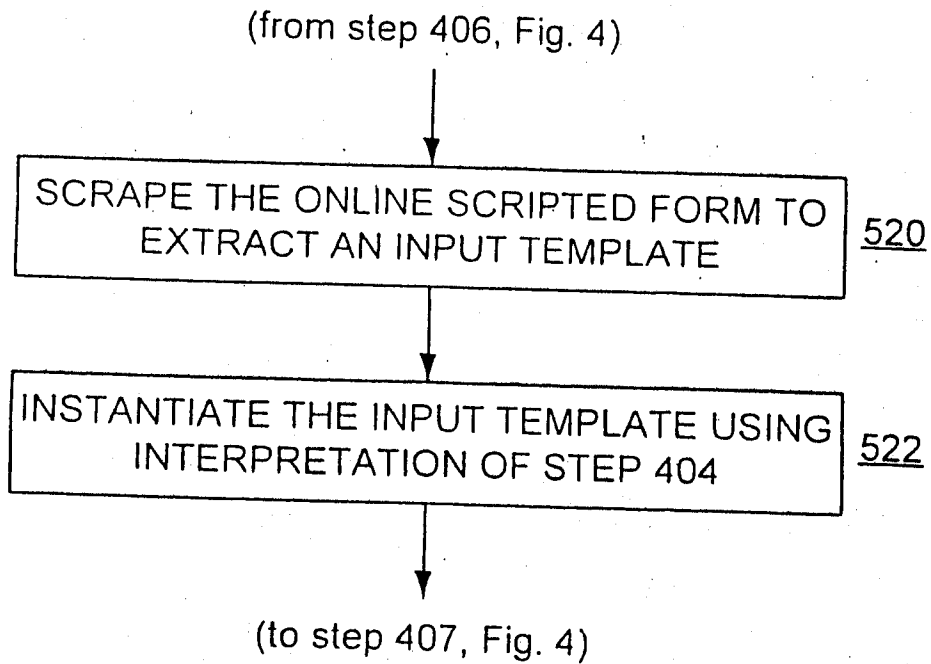 (from step 406, Fig. 4)
SCRAPE THE ONLINE SCRIPTED FORM TO
EXTRACT AN INPUT TEMPLATE
520
INSTANTIATE THE INPUT TEMPLATE USING
INTERPRETATION OF STEP 404
522
(to step 407, Fig. 4)